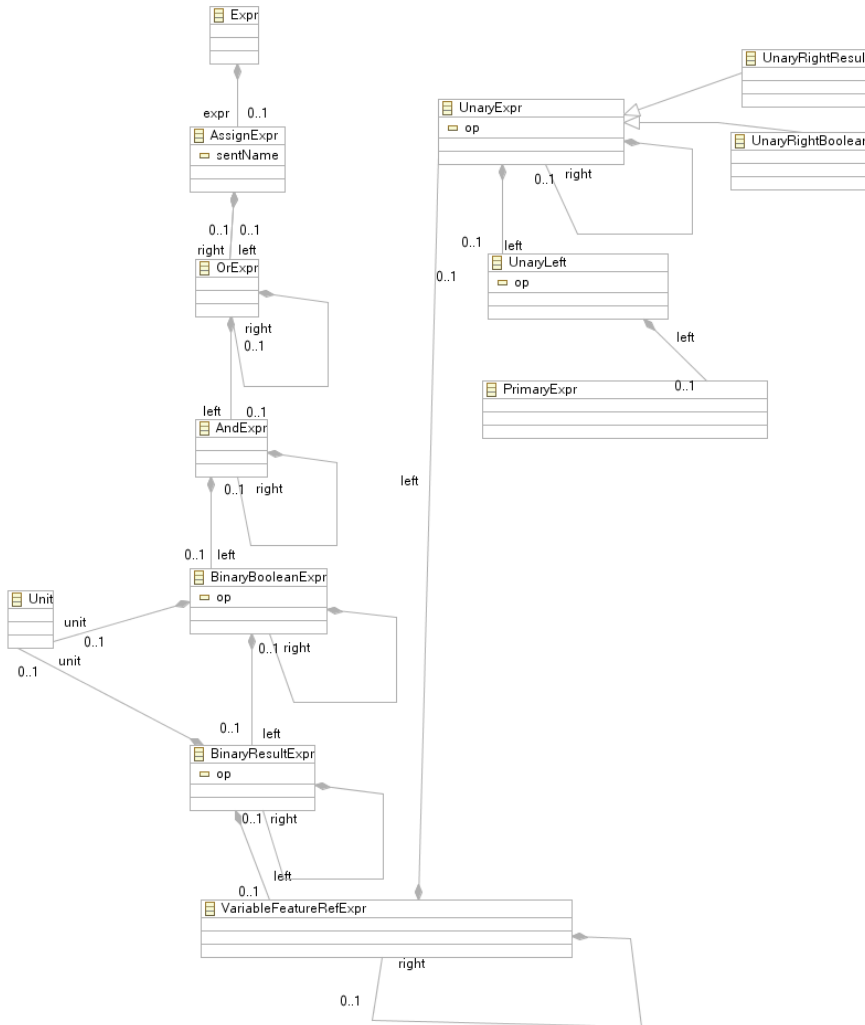 Expr
expr 0..1
AssignExpr
sentName
0..1 0..1
right left
OrExpr
right
0..1
left 0..1
AndExpr
0..1 right
0..1 left
BinaryBooleanExpr
op
Unit
unit
0..1
unit
0..1
0..1 right
0..1
left
BinaryResultExpr
op
0..1 right
left
0..1
VariableFeatureRefExpr
right
0..1
left
0..1
UnaryExpr
op
right
0..1
0..1
left
UnaryLeft
op
left
0..1
PrimaryExpr
UnaryRightResul
UnaryRightBoolean